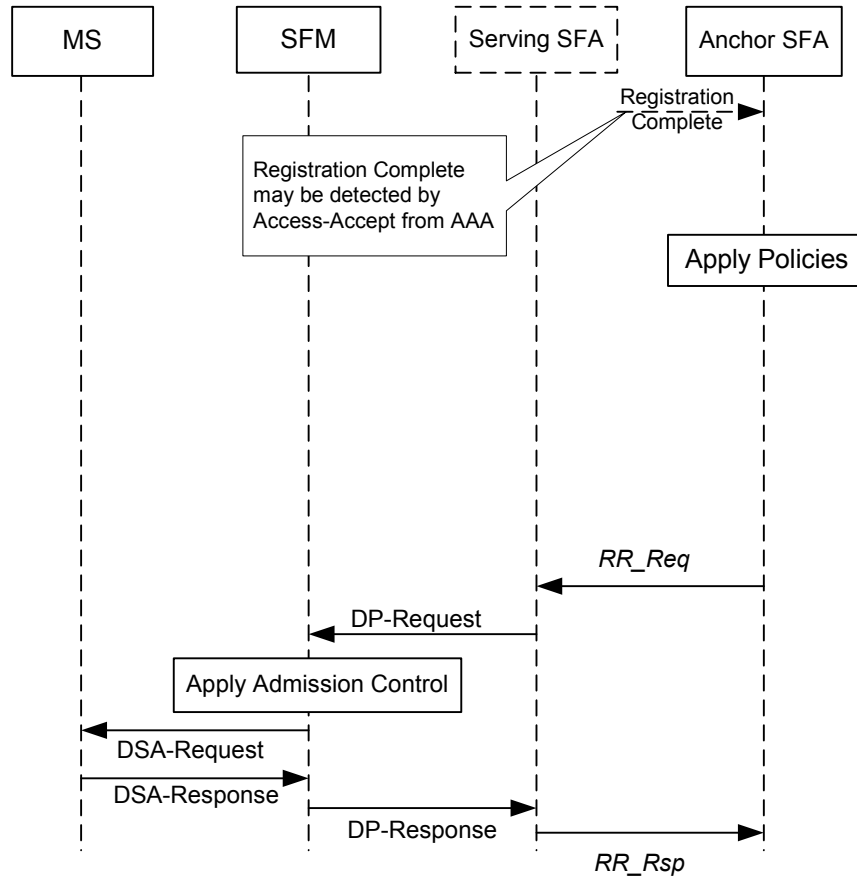 MS
SFM
Serving SFA
Anchor SFA
Registration
Complete
Registration Complete
may be detected by
Access-Accept from AAA
Apply Policies
RR_Req
DP-Request
Apply Admission Control
DSA-Request
DSA-Response
DP-Response
RR_Rsp